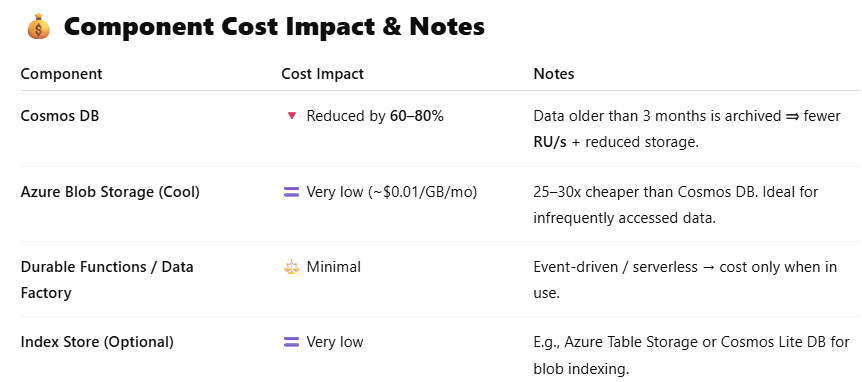 💰 Component Cost Impact & Notes
Component Cost Impact Notes
Cosmos DB 🔻 Reduced by 60–80% Data older than 3 months is archived ⇒ fewer
RU/s + reduced storage.
Azure Blob Storage (Cool) 🟰 Very low (~$0.01/GB/mo) 25–30x cheaper than Cosmos DB. Ideal for
infrequently accessed data.
Durable Functions / Data ⚖️ Minimal Event-driven / serverless → cost only when in
Factory use.
Index Store (Optional) 🟰 Very low E.g., Azure Table Storage or Cosmos Lite DB for
blob indexing.